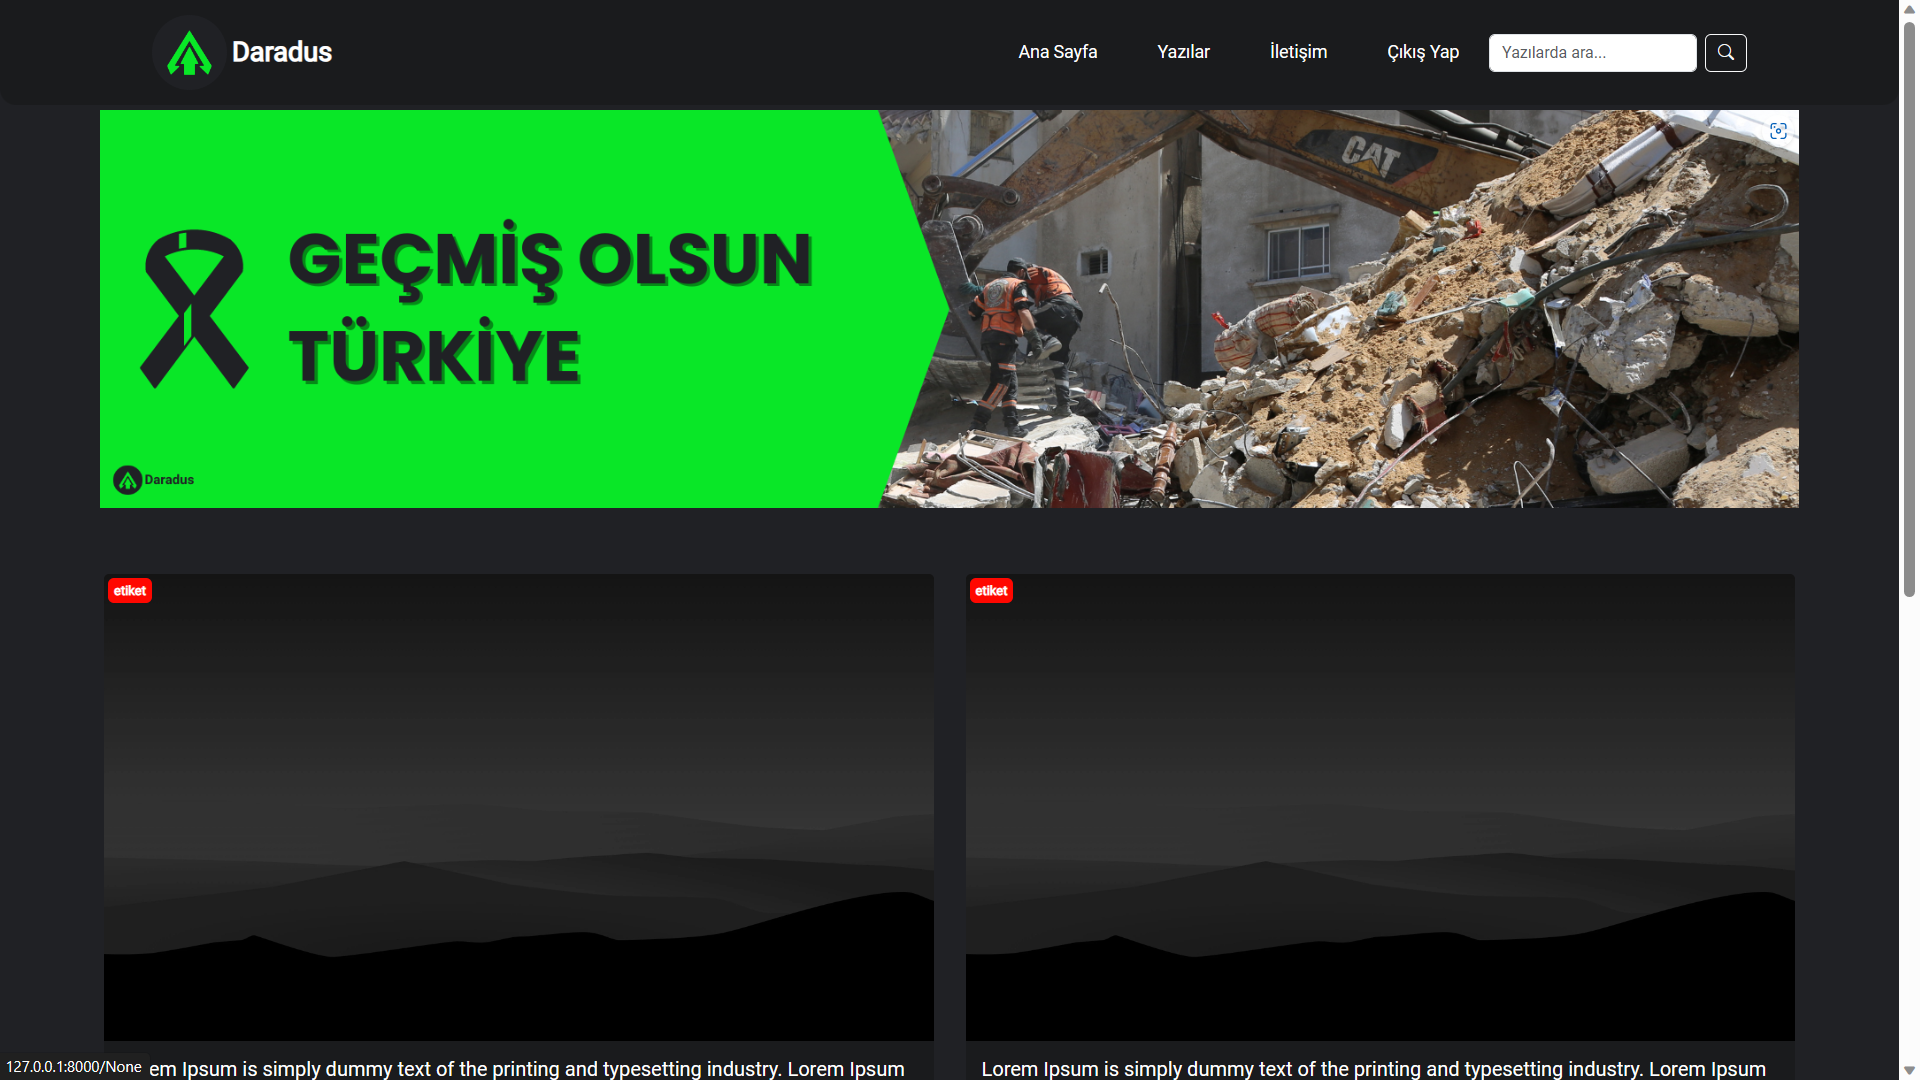 Daradus
Ana Sayfa
Yazılar
İletişim
Çıkış Yap
Yazılarda ara...
CAT
GEÇMİŞ OLSUN
TÜRKİYE
Daradus
etiket
etiket
em Ipsum is simply dummy text of the printing and typesetting industry. Lorem Ipsum
Lorem Ipsum is simply dummy text of the printing and typesetting industry. Lorem Ipsum
127.0.0.1:8000/None